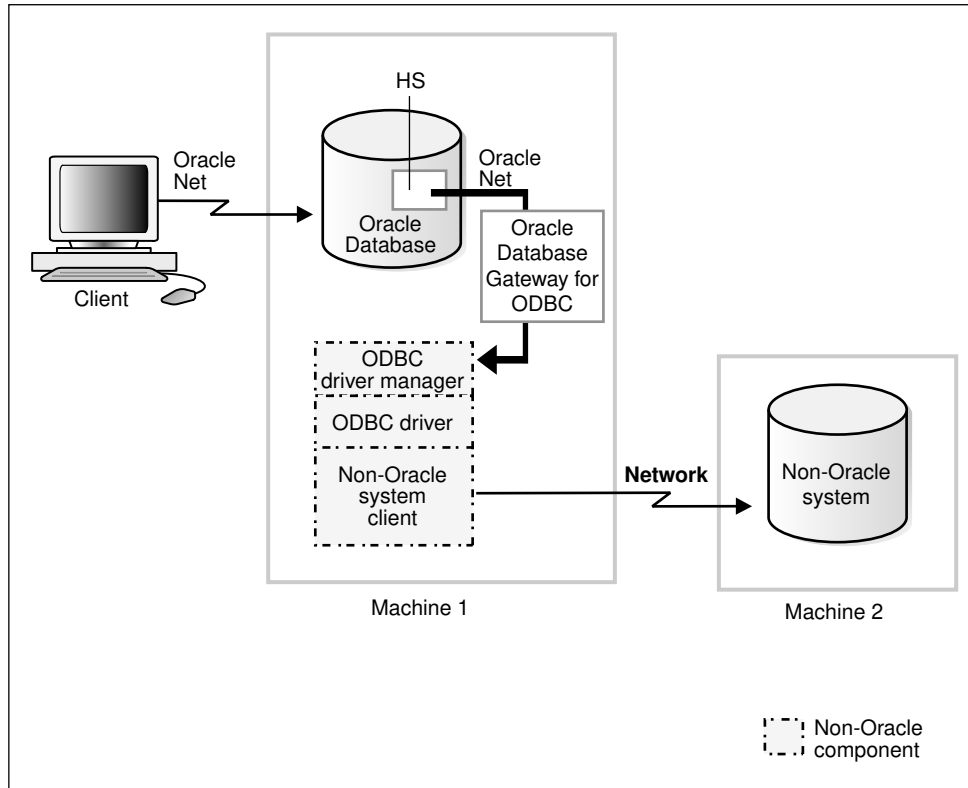 HS
Oracle
Net
Oracle
Net
Oracle
Database
Oracle
Database
Gateway for
ODBC
Client
ODBC
driver manager
ODBC driver
Non-Oracle
system
client
Network
Non-Oracle
system
Machine 1
Machine 2
Non-Oracle
component